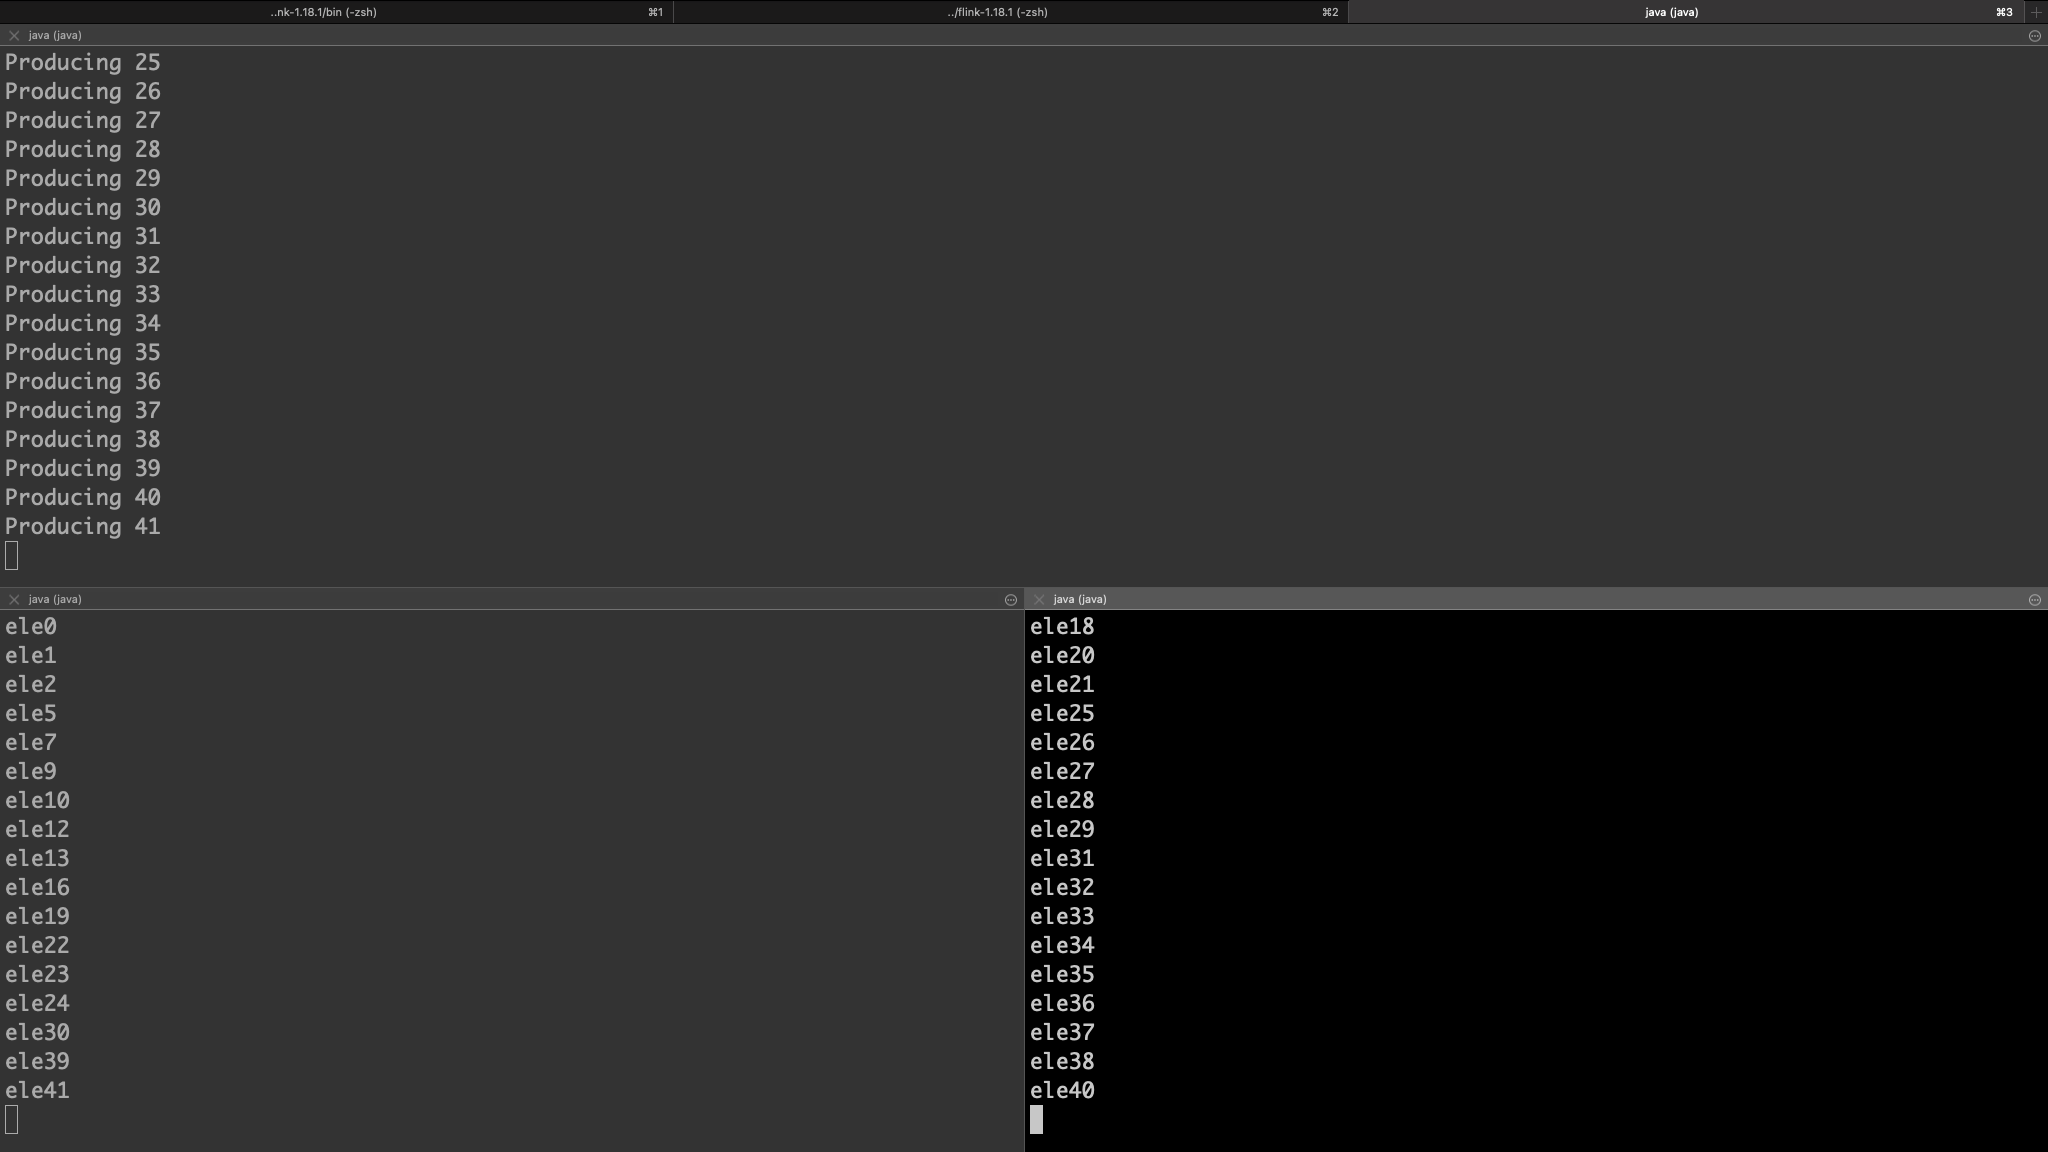 ..nk-1.18.1/bin (-zsh) ⌘1 ../flink-1.18.1 (-zsh) ⌘2 java (java) ⌘3
java (java)
Producing 25
Producing 26
Producing 27
Producing 28
Producing 29
Producing 30
Producing 31
Producing 32
Producing 33
Producing 34
Producing 35
Producing 36
Producing 37
Producing 38
Producing 39
Producing 40
Producing 41
java (java)
ele0
ele1
ele2
ele5
ele7
ele9
ele10
ele12
ele13
ele16
ele19
ele22
ele23
ele24
ele30
ele39
ele41
java (java)
ele18
ele20
ele21
ele25
ele26
ele27
ele28
ele29
ele31
ele32
ele33
ele34
ele35
ele36
ele37
ele38
ele40